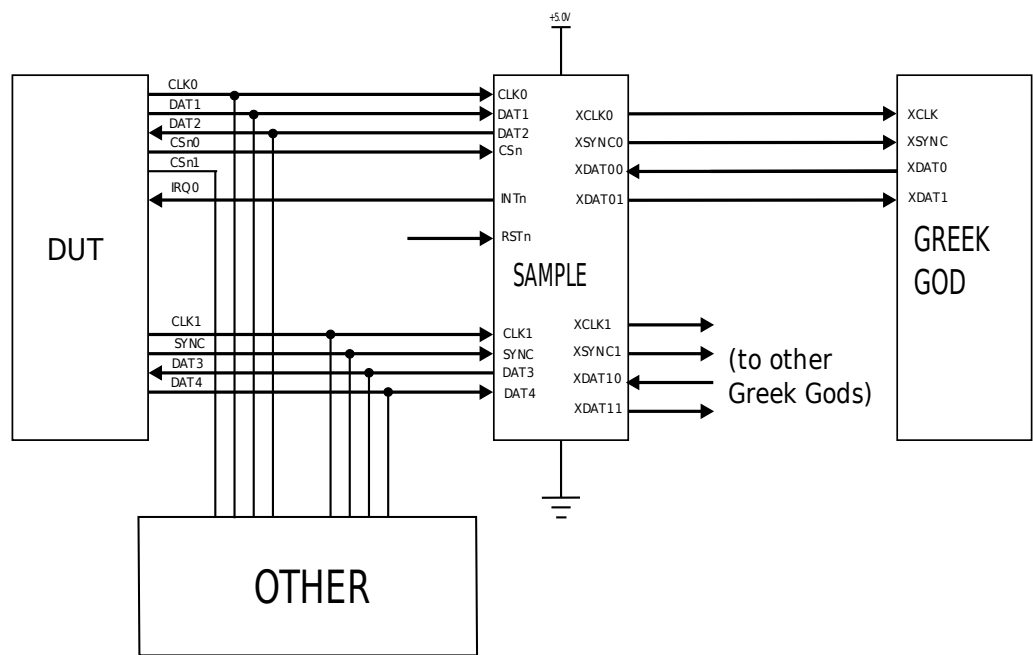 +5.0V
CLK0
DAT1
DAT2
CSn0
CSn1
IRQ0
DUT
CLK1
SYNC
DAT3
DAT4
CLK0
DAT1
DAT2
CSn
INTn
RSTn
SAMPLE
CLK1
SYNC
DAT3
DAT4
XCLK0
XSYNC0
XDAT00
XDAT01
XCLK1
XSYNC1
XDAT10
XDAT11
(to other
Greek Gods)
XCLK
XSYNC
XDAT0
XDAT1
GREEK
GOD
OTHER